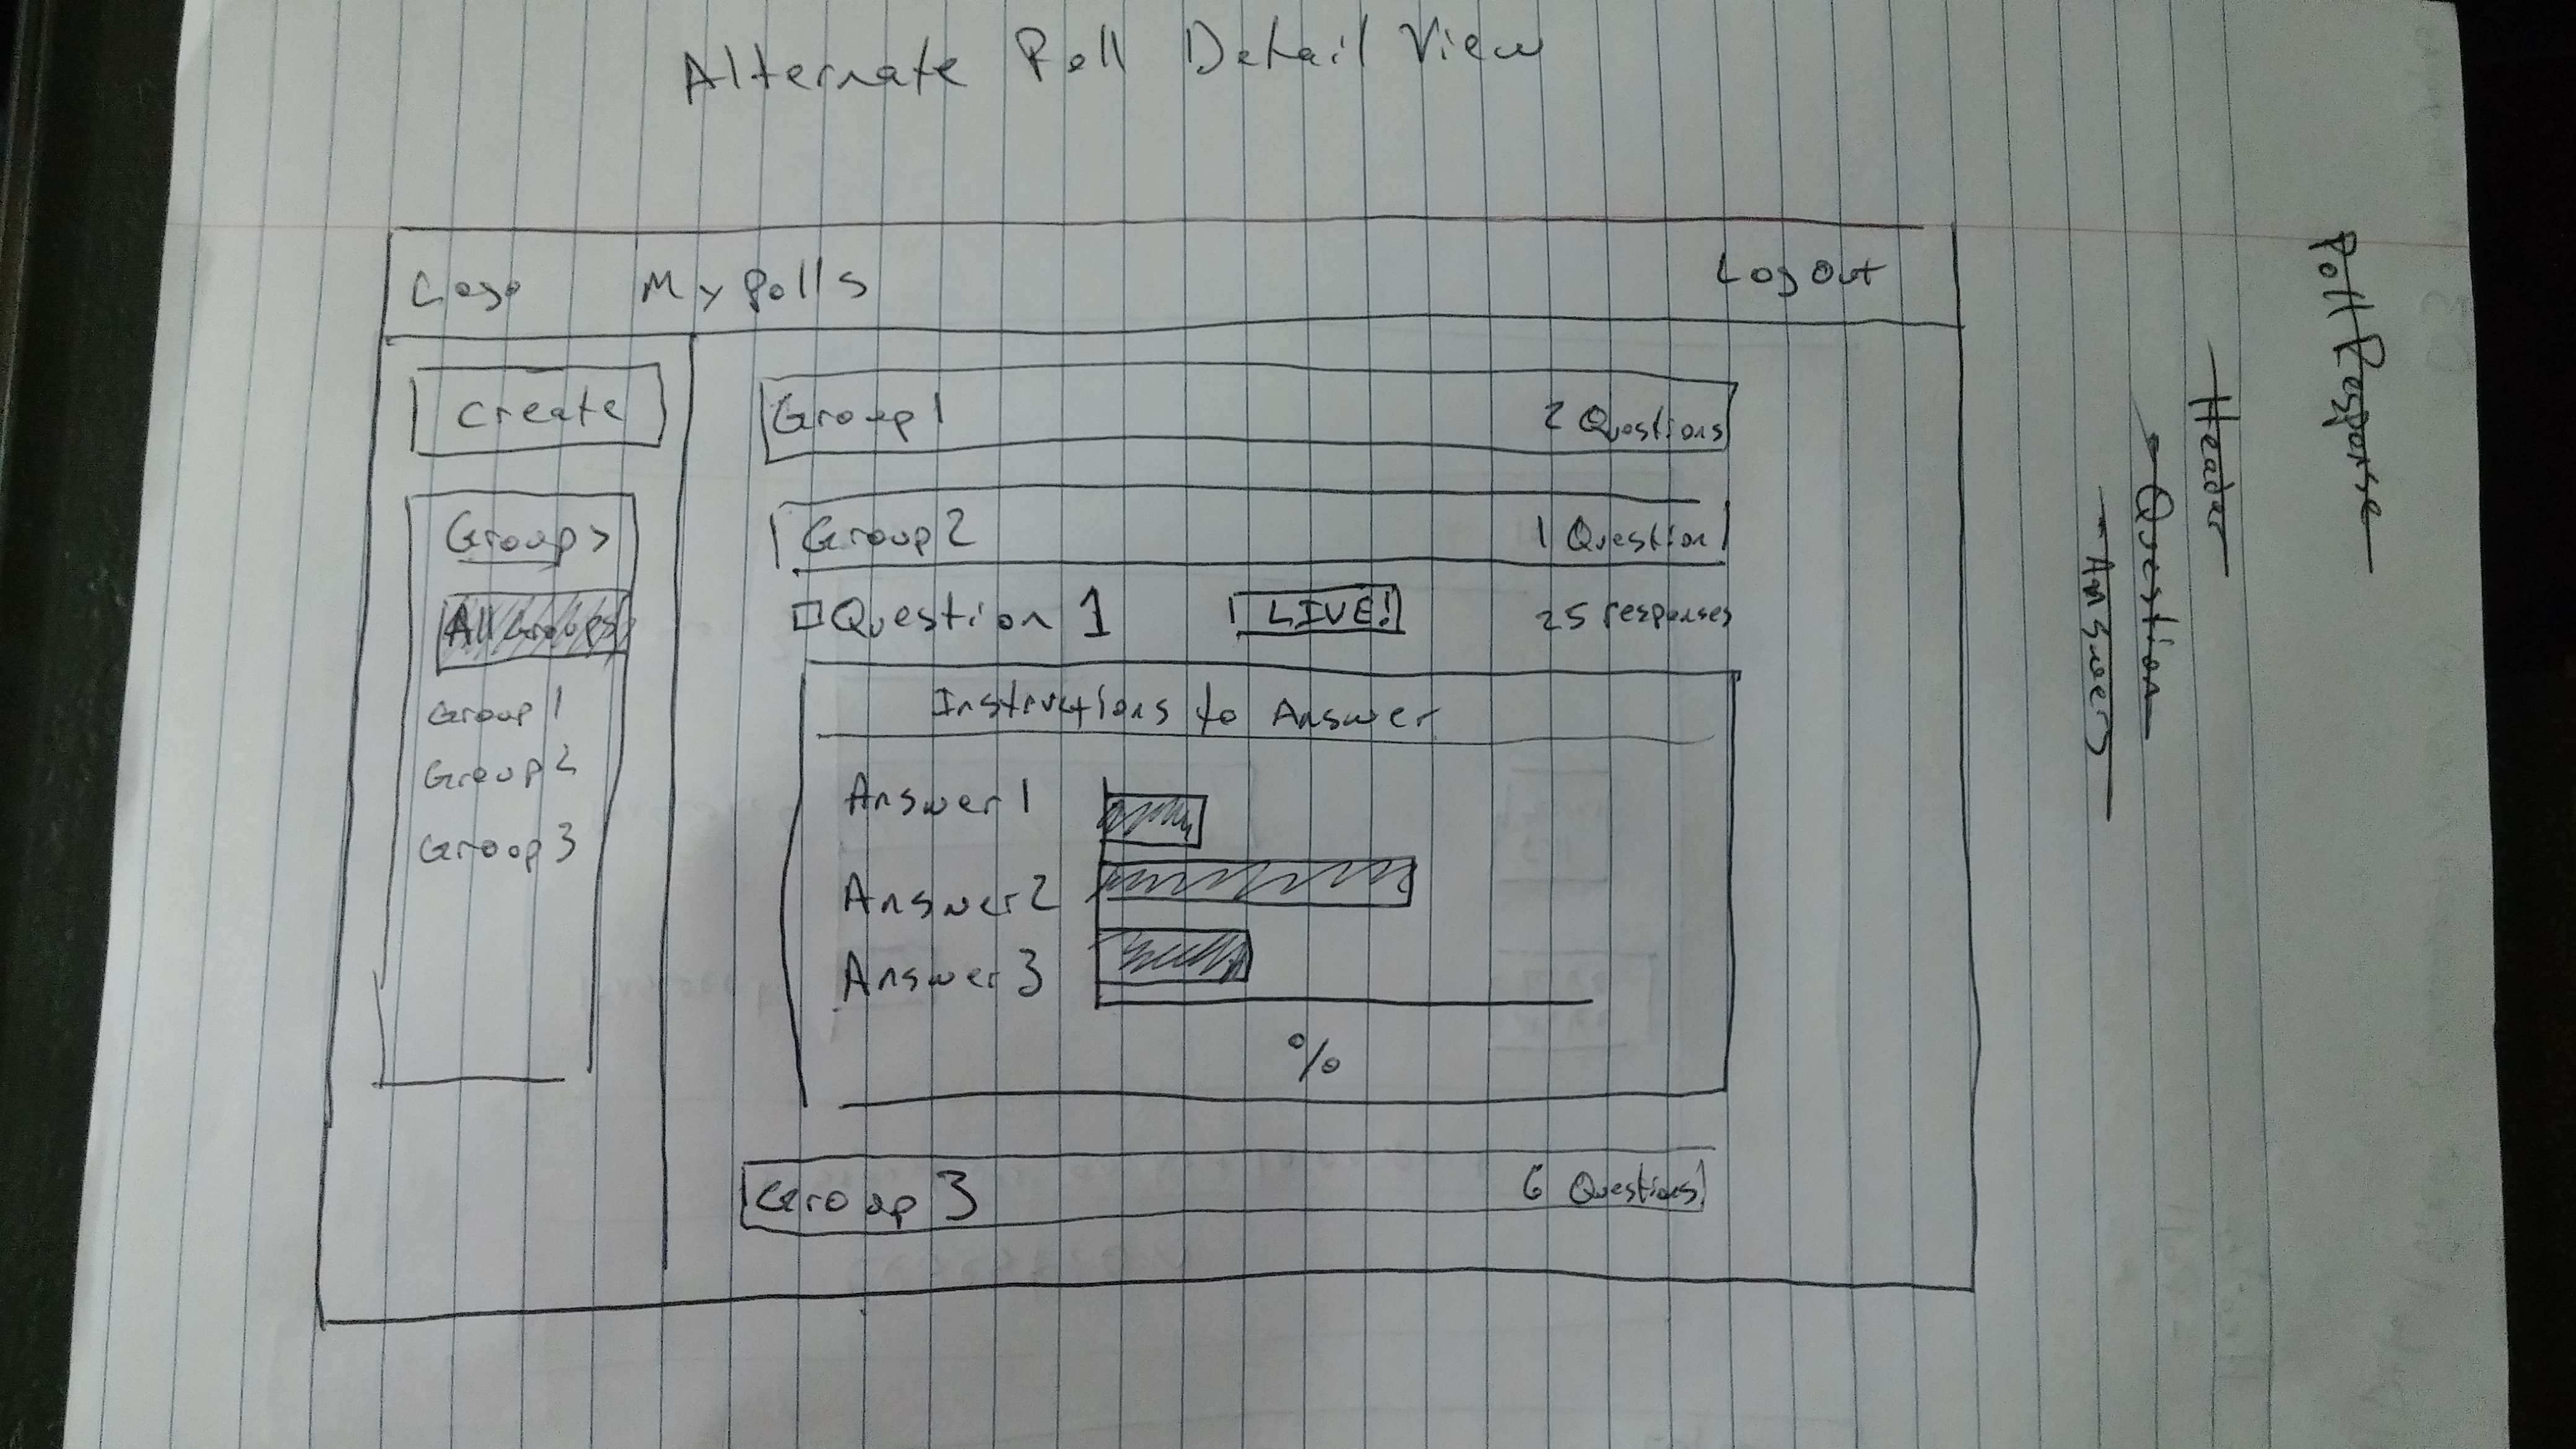 Alternate Poll Detail View
Logo My Polls Log Out
Create
Groups
All Groups
Group 1
Group 2
Group 3
Group 1 2 Questions
Group 2 1 Question
Question 1 LIVE! 25 responses
Instructions to Answer
Answer 1
Answer 2
Answer 3
%
Group 3 6 Questions
Poll Response
- Header
- Question
- Answers